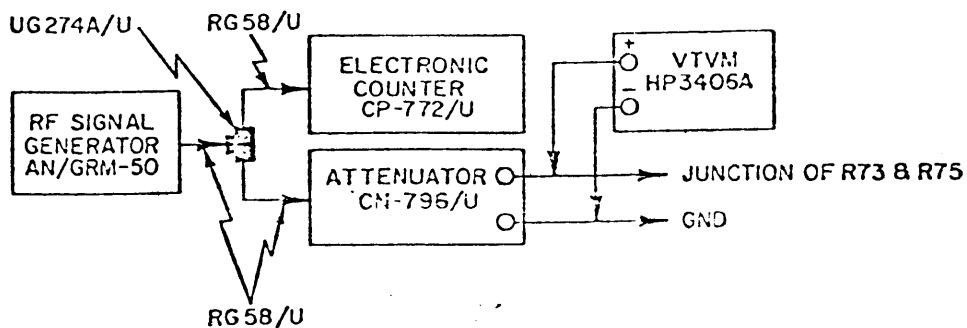 UG274A/U
RG58/U
RF SIGNAL
GENERATOR
AN/GRM-50
ELECTRONIC
COUNTER
CP-772/U
+
VTVM
HP3406A
−
ATTENUATOR
CN-796/U
JUNCTION OF R73 & R75
GND
RG58/U